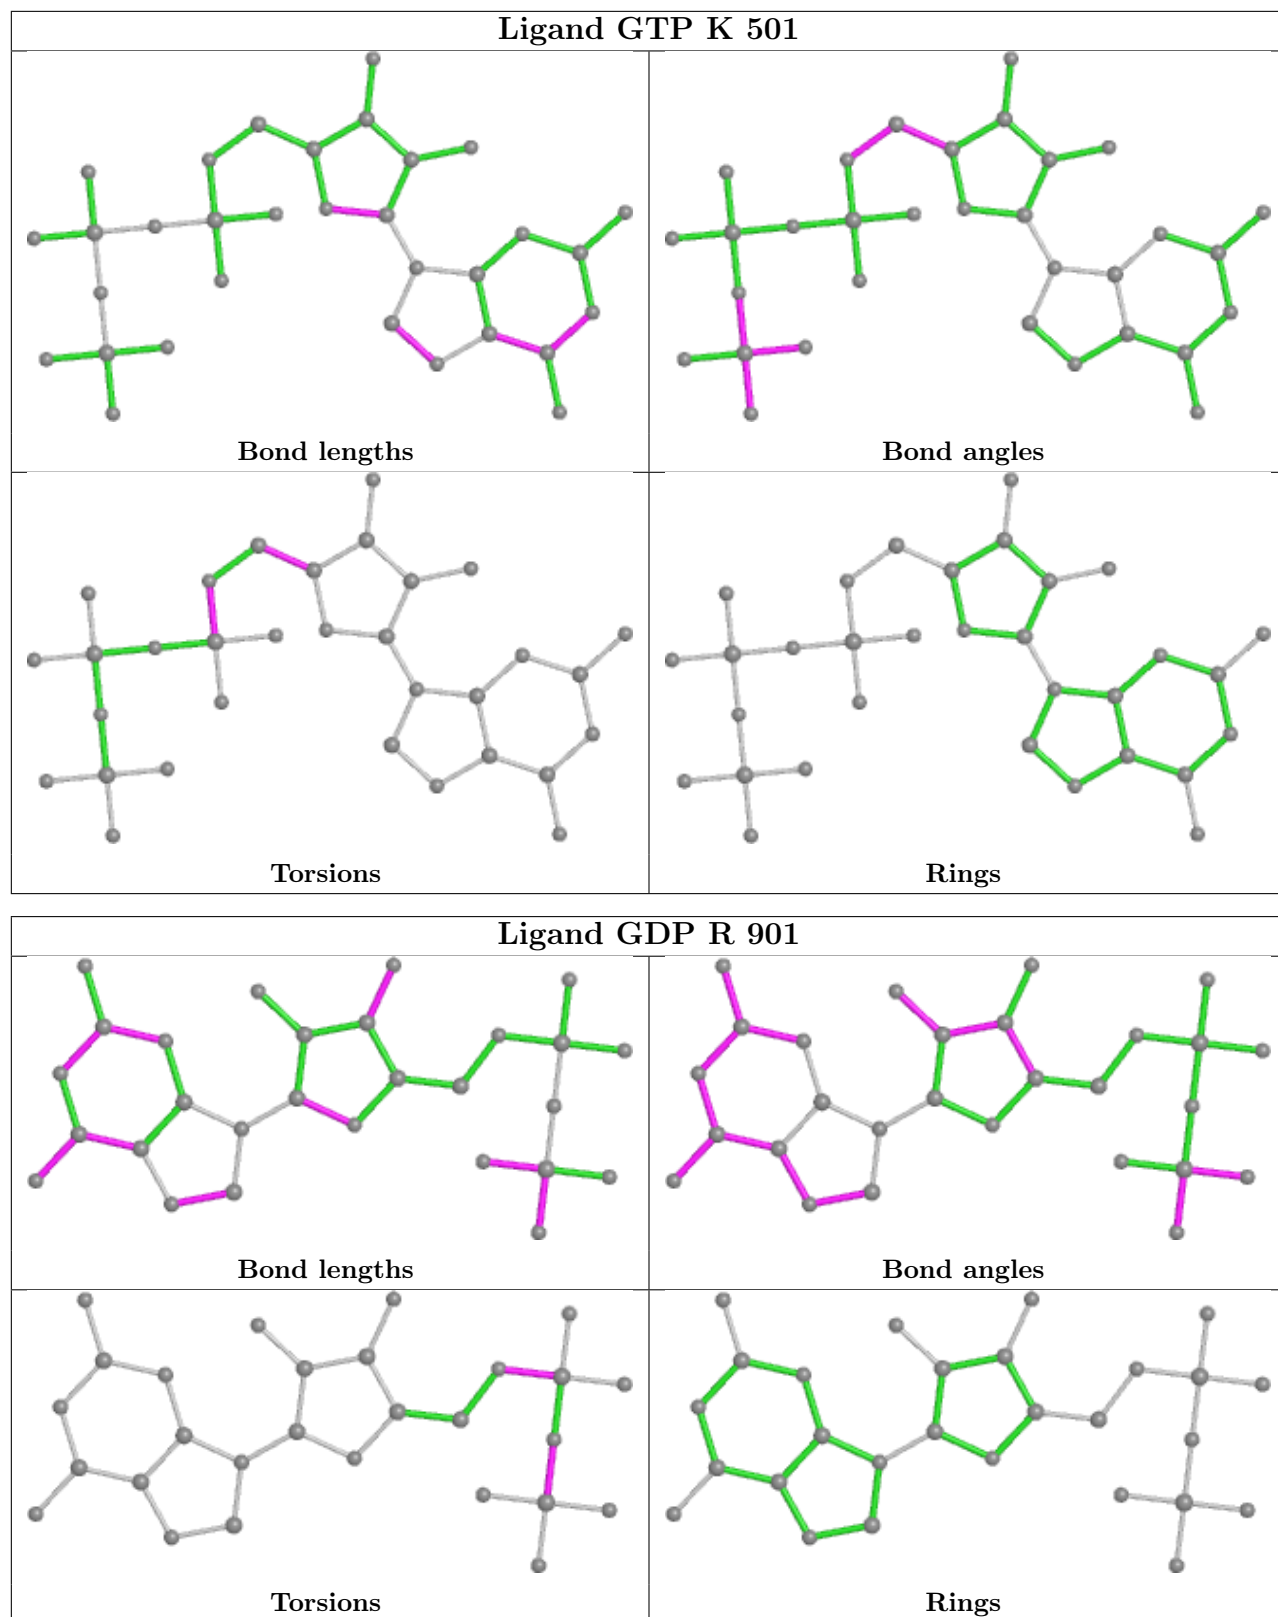 Ligand GTP K 501
Bond lengths
Bond angles
Torsions
Rings
Ligand GDP R 901
Bond lengths
Bond angles
Torsions
Rings